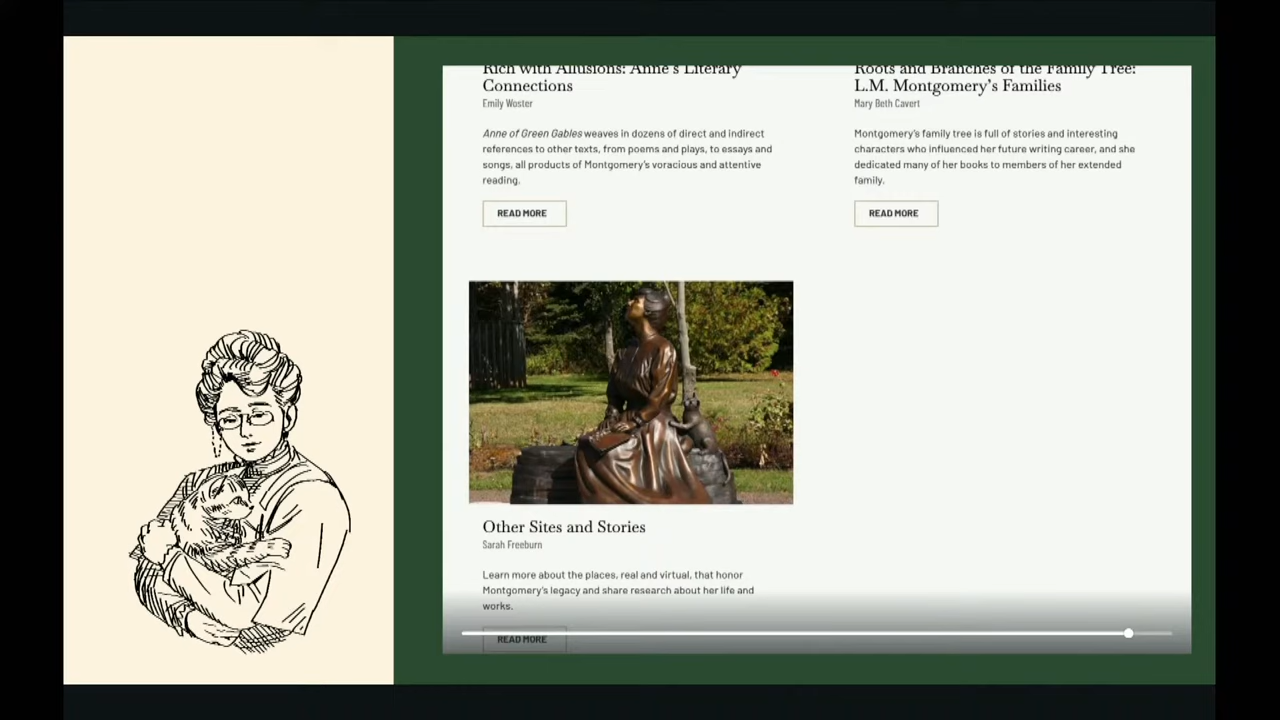 Rich with Allusions: Anne's Literary
Connections
Emily Woster
Anne of Green Gables weaves in dozens of direct and indirect
references to other texts, from poems and plays, to essays and
songs, all products of Montgomery's voracious and attentive
reading.
READ MORE
Roots and Branches of the Family Tree:
L.M. Montgomery's Families
Mary Beth Cavert
Montgomery's family tree is full of stories and interesting
characters who influenced her future writing career, and she
dedicated many of her books to members of her extended
family.
READ MORE
Other Sites and Stories
Sarah Freeburn
Learn more about the places, real and virtual, that honor
Montgomery's legacy and share research about her life and
works.
READ MORE